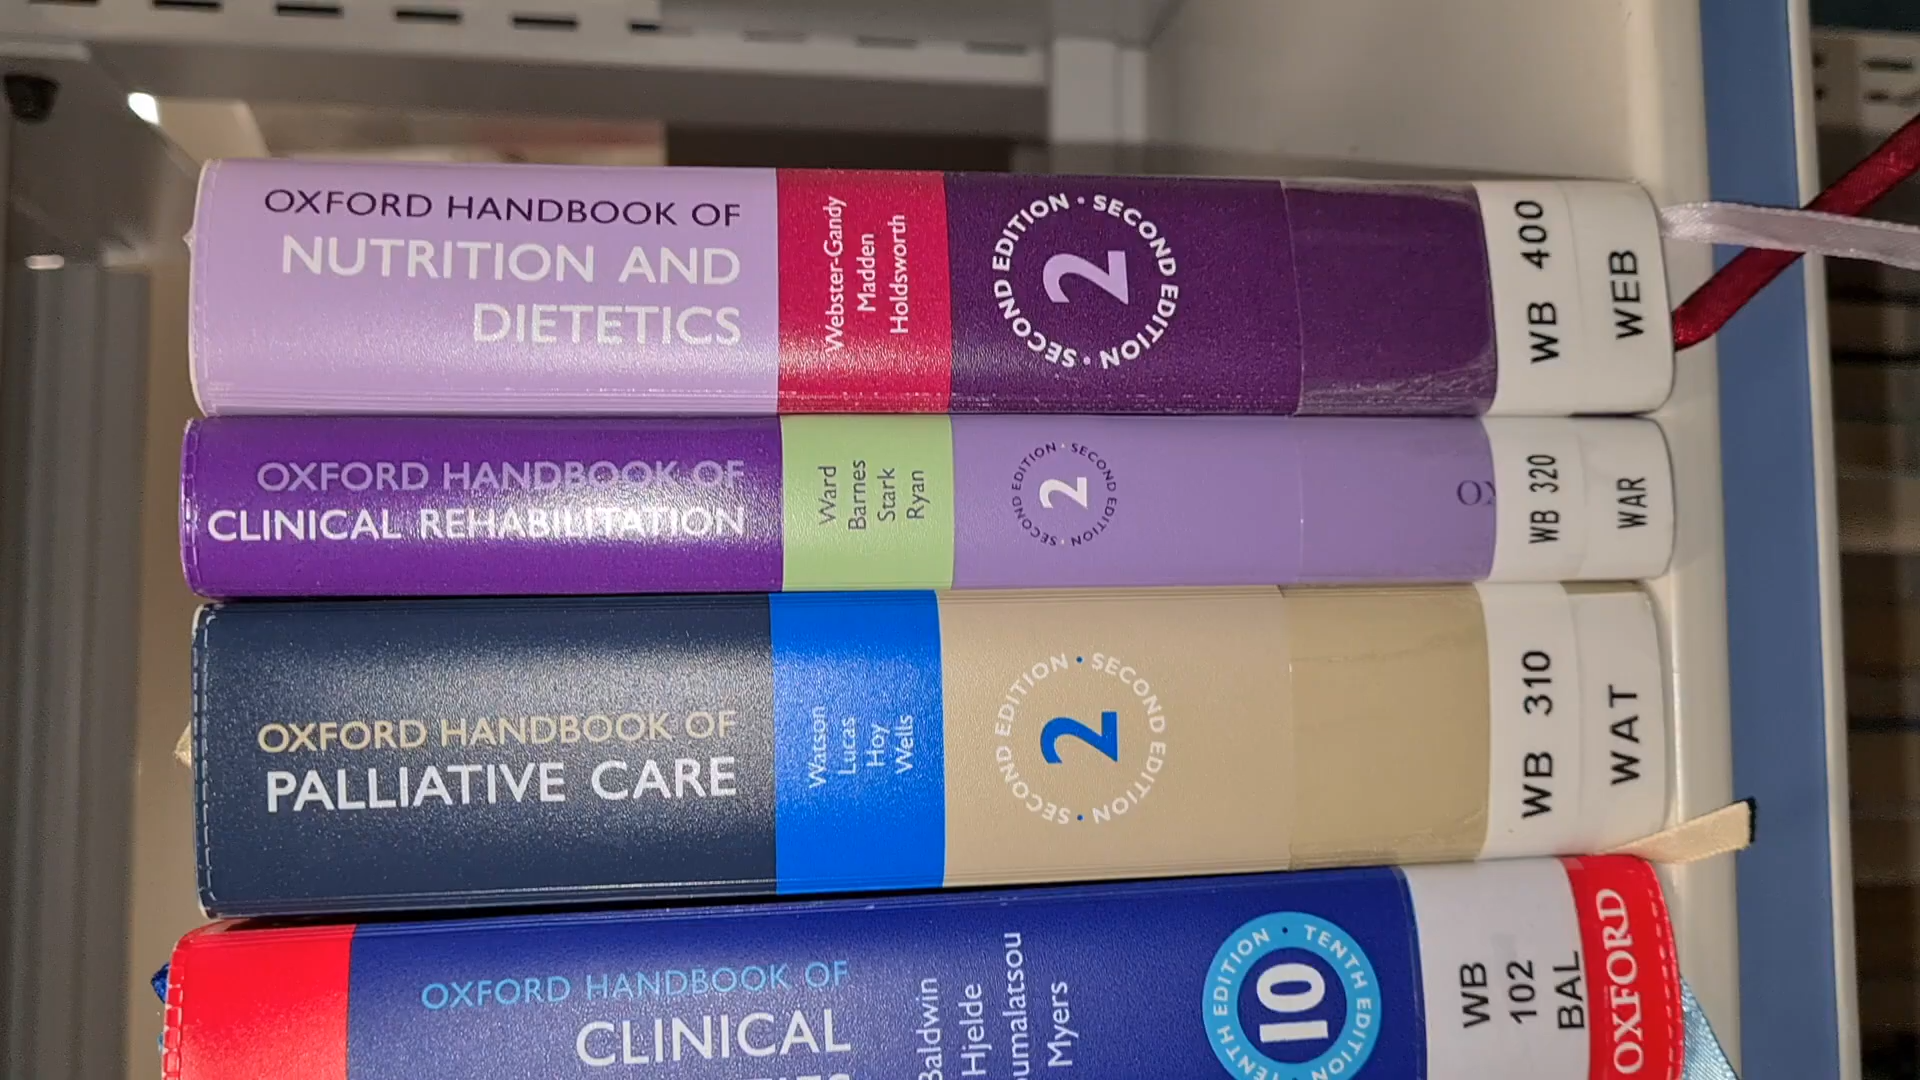 OXFORD HANDBOOK OF
NUTRITION AND
DIETETICS
Webster-Gandy
Madden
Holdsworth
SECOND EDITION · SECOND EDITION ·
2
WB 400
WEB
OXFORD HANDBOOK OF
CLINICAL REHABILITATION
Ward
Barnes
Stark
Ryan
SECOND EDITION · SECOND EDITION ·
2
WB 320
WAR
OXFORD HANDBOOK OF
PALLIATIVE CARE
Watson
Lucas
Hoy
Wells
SECOND EDITION · SECOND EDITION ·
2
WB 310
WAT
OXFORD HANDBOOK OF
CLINICAL
Baldwin
Hjelde
Myers
TENTH EDITION · TENTH EDITION ·
10
WB
102
BAL
OXFORD